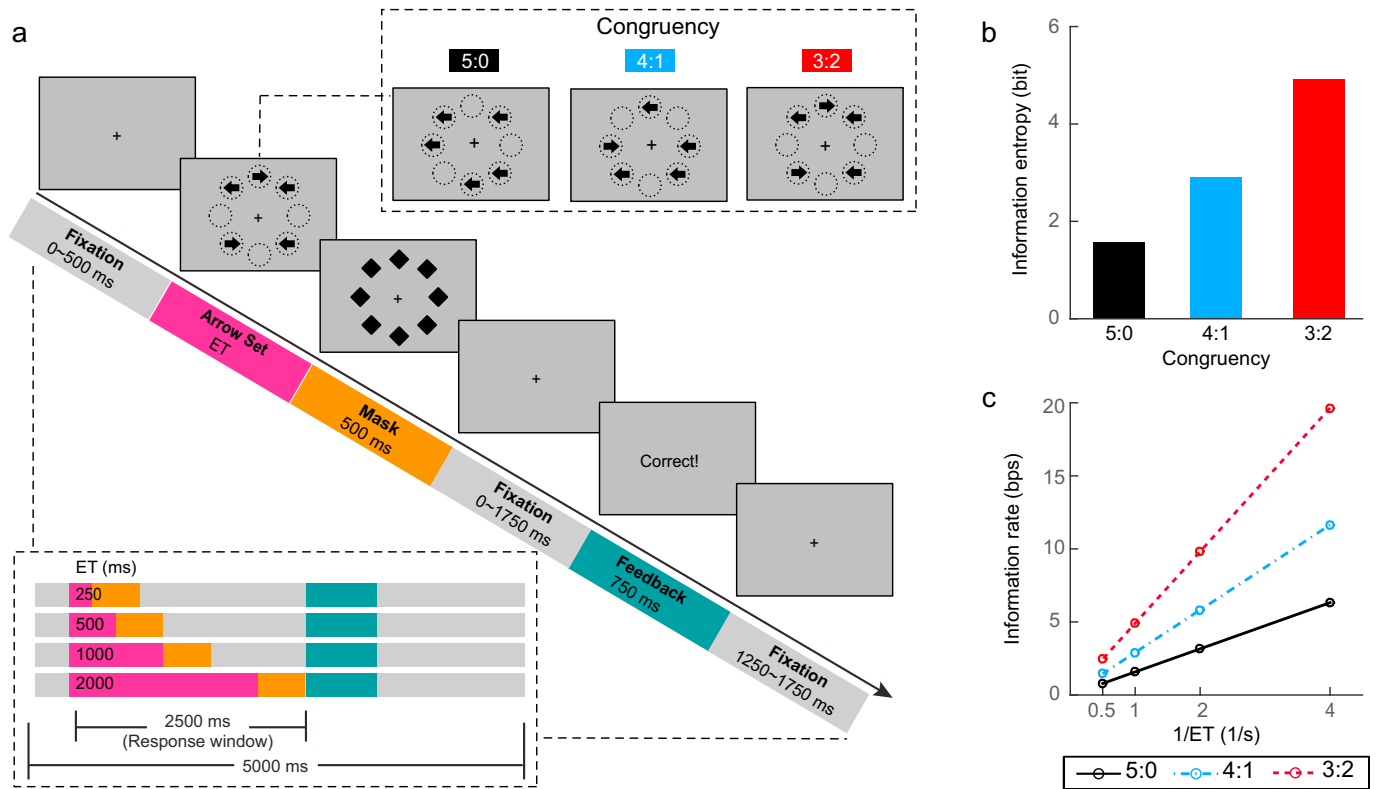 a
Congruency
5:0
4:1
3:2
+
+
+
+
+
+
+
Correct!
+
Fixation
0~500 ms
Arrow Set
ET
Mask
500 ms
Fixation
0~1750 ms
Feedback
750 ms
Fixation
1250~1750 ms
ET (ms)
250
500
1000
2000
2500 ms
(Response window)
5000 ms
b
Information entropy (bit)
6
4
2
0
5:0
4:1
3:2
Congruency
c
Information rate (bps)
20
15
10
5
0
0.5
1
2
4
1/ET (1/s)
5:0
4:1
3:2